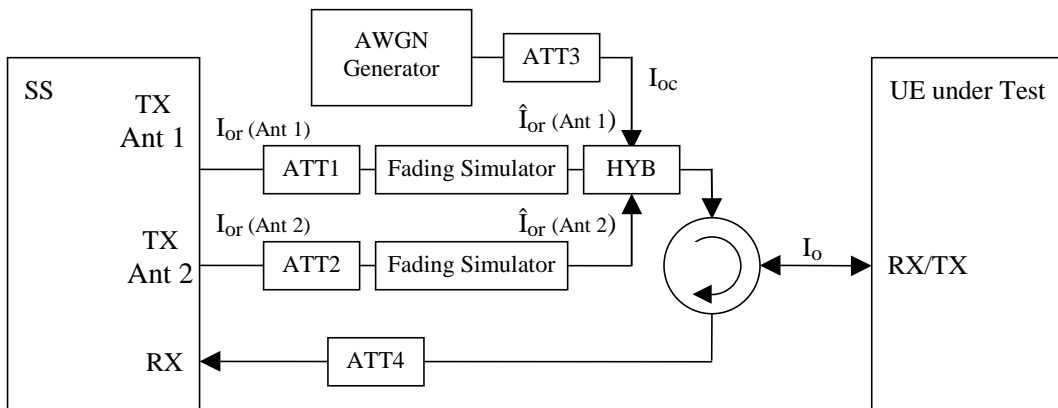 AWGN
Generator
ATT3
SS
UE under Test
I_oc
TX
Ant 1
I_or (Ant 1)
Î_or (Ant 1)
ATT1
Fading Simulator
HYB
I_or (Ant 2)
Î_or (Ant 2)
TX
Ant 2
ATT2
Fading Simulator
I_o
RX/TX
RX
ATT4